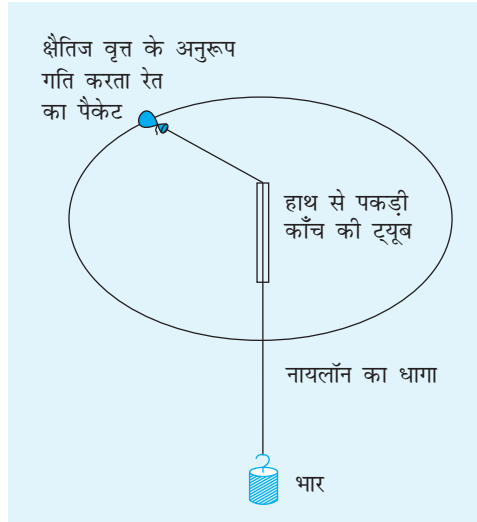 क्षैतिज वृत्त के अनुरूप
गति करता रेत
का पैकेट
हाथ से पकड़ी
काँच की ट्यूब
नायलॉन का धागा
भार